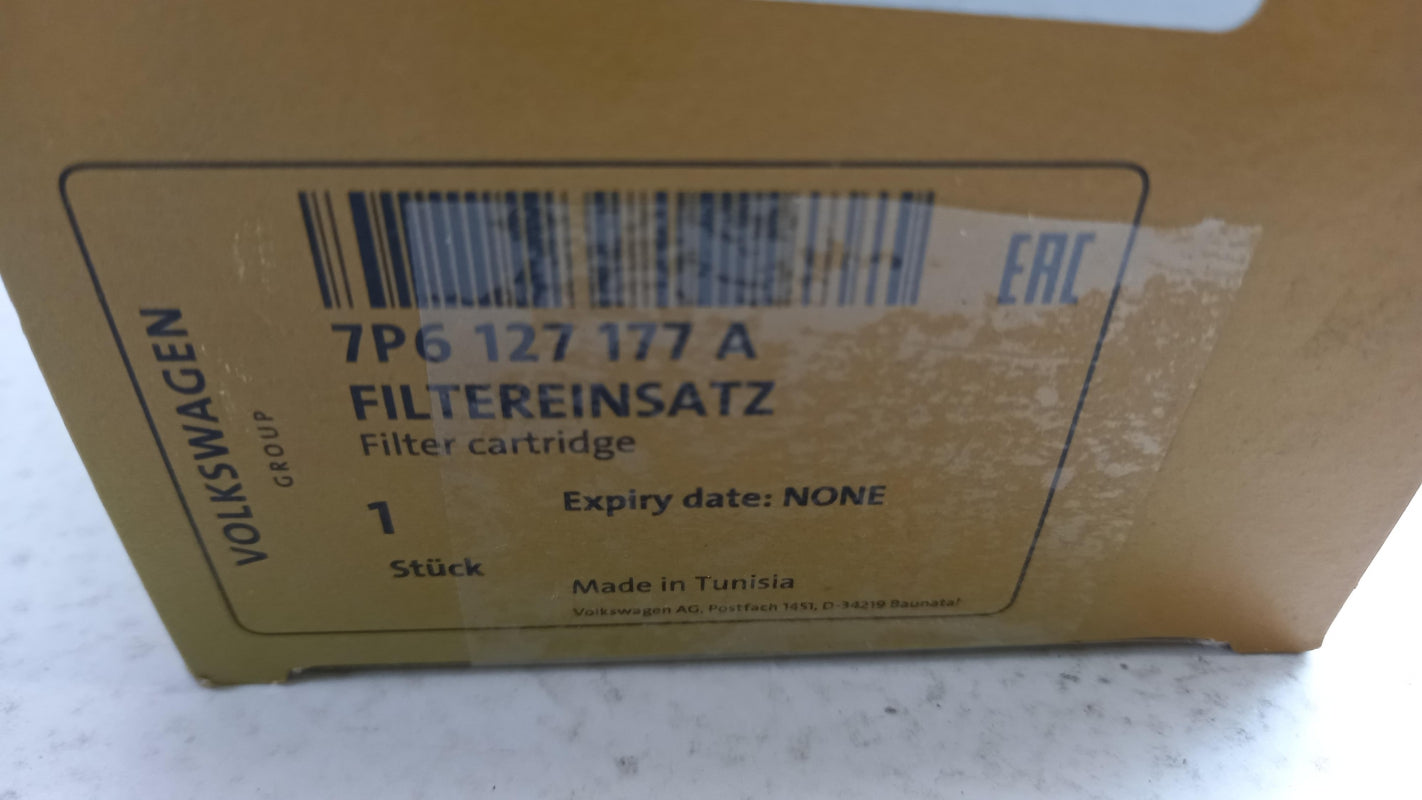 VOLKSWAGEN
GROUP
EAC
7P6 127 177 A
FILTEREINSATZ
Filter cartridge
1
Expiry date: NONE
Stück
Made in Tunisia
Volkswagen AG, Postfach 1451, D-34219 Baunatal